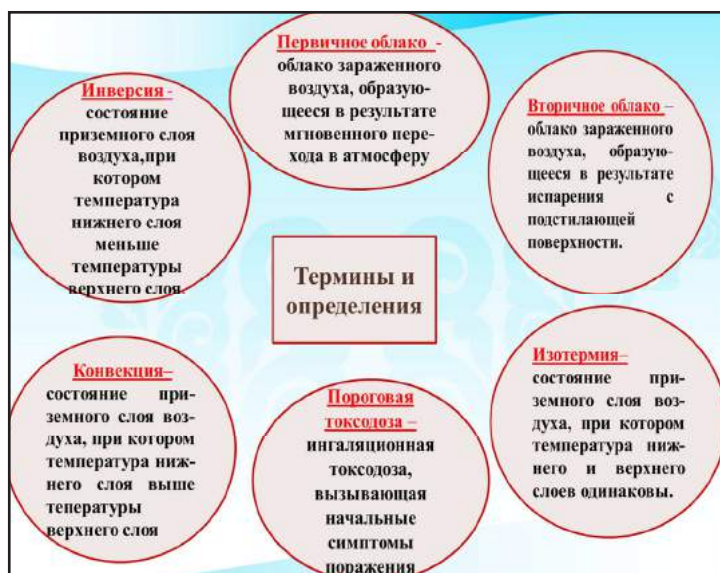 Первичное облако -
облако зараженного
воздуха, образую-
щееся в результате
мгновенного пере-
хода в атмосферу
Инверсия -
состояние
приземного слоя
воздуха,при
котором
температура
нижнего слоя
меньше
температуры
верхнего слоя.
Вторичное облако –
облако зараженного
воздуха, образую-
щееся в результате
испарения с
подстилающей
поверхности.
Термины и
определения
Конвекция–
состояние при-
земного слоя воз-
духа, при котором
температура ниж-
него слоя выше
тепературы
верхнего слоя
Пороговая
токсодоза –
ингаляционная
токсодоза,
вызывающая
начальные
симптомы
поражения
Изотермия–
состояние при-
земного слоя воз-
духа, при котором
температура ниж-
него и верхнего
слоев одинаковы.